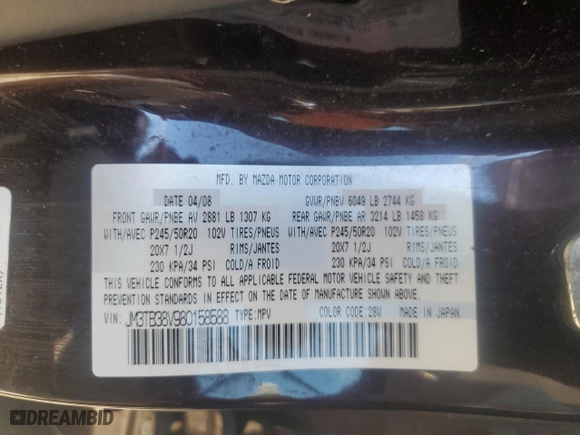 MFD. BY MAZDA MOTOR CORPORATION
DATE 04/08 GVWR/PNBV 6049 LB 2744 KG
FRONT GAWR/PNBE AV 2881 LB 1307 KG REAR GAWR/PNBE AR 3214 LB 1458 KG
WITH/AVEC P245/50R20 102V TIRES/PNEUS WITH/AVEC P245/50R20 102V TIRES/PNEUS
20X7 1/2J RIMS/JANTES 20X7 1/2J RIMS/JANTES
230 KPA/34 PSI COLD/A FROID 230 KPA/34 PSI COLD/A FROID
THIS VEHICLE CONFORMS TO ALL APPLICABLE FEDERAL MOTOR VEHICLE SAFETY AND THEFT
PREVENTION STANDARDS IN EFFECT ON THE DATE OF MANUFACTURE SHOWN ABOVE.
VIN: JM3TB38V980158588 TYPE:MPV COLOR CODE:28W MADE IN JAPAN
DREAMBID